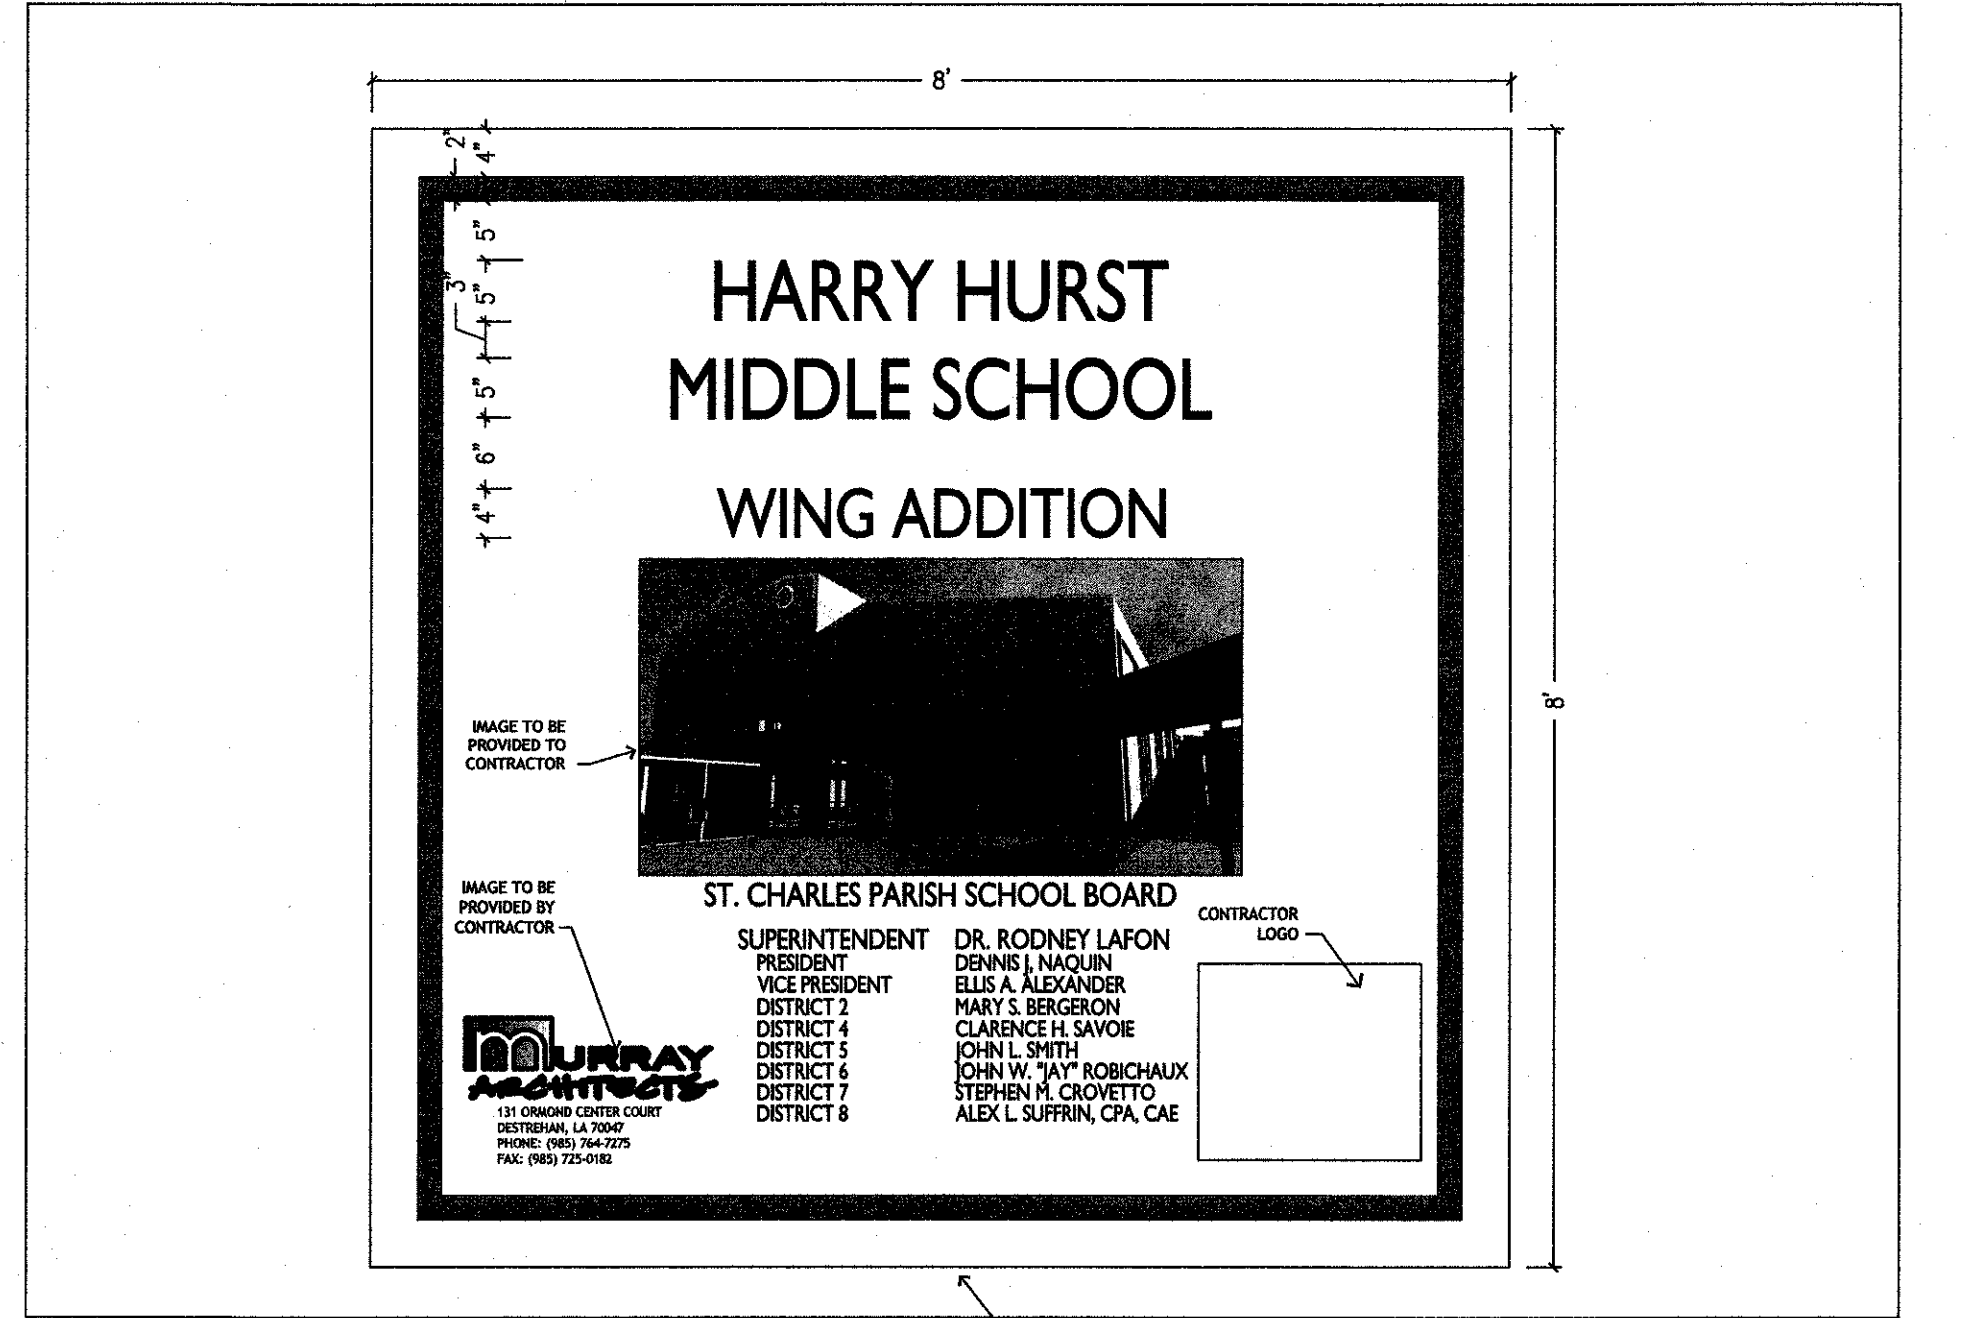 8'
2"
4"
5"
3"
5"
5"
6"
4"
HARRY HURST
MIDDLE SCHOOL
WING ADDITION
8'
IMAGE TO BE
PROVIDED TO
CONTRACTOR
ST. CHARLES PARISH SCHOOL BOARD
IMAGE TO BE
PROVIDED BY
CONTRACTOR
CONTRACTOR
LOGO
SUPERINTENDENT DR. RODNEY LAFON
PRESIDENT DENNIS J. NAQUIN
VICE PRESIDENT ELLIS A. ALEXANDER
DISTRICT 2 MARY S. BERGERON
DISTRICT 4 CLARENCE H. SAVOIE
DISTRICT 5 JOHN L. SMITH
DISTRICT 6 JOHN W. "JAY" ROBICHAUX
DISTRICT 7 STEPHEN M. CROVETTO
DISTRICT 8 ALEX L. SUFFRIN, CPA, CAE
MURRAY
ARCHITECTS
131 ORMOND CENTER COURT
DESTREHAN, LA 70047
PHONE: (985) 764-7275
FAX: (985) 725-0182